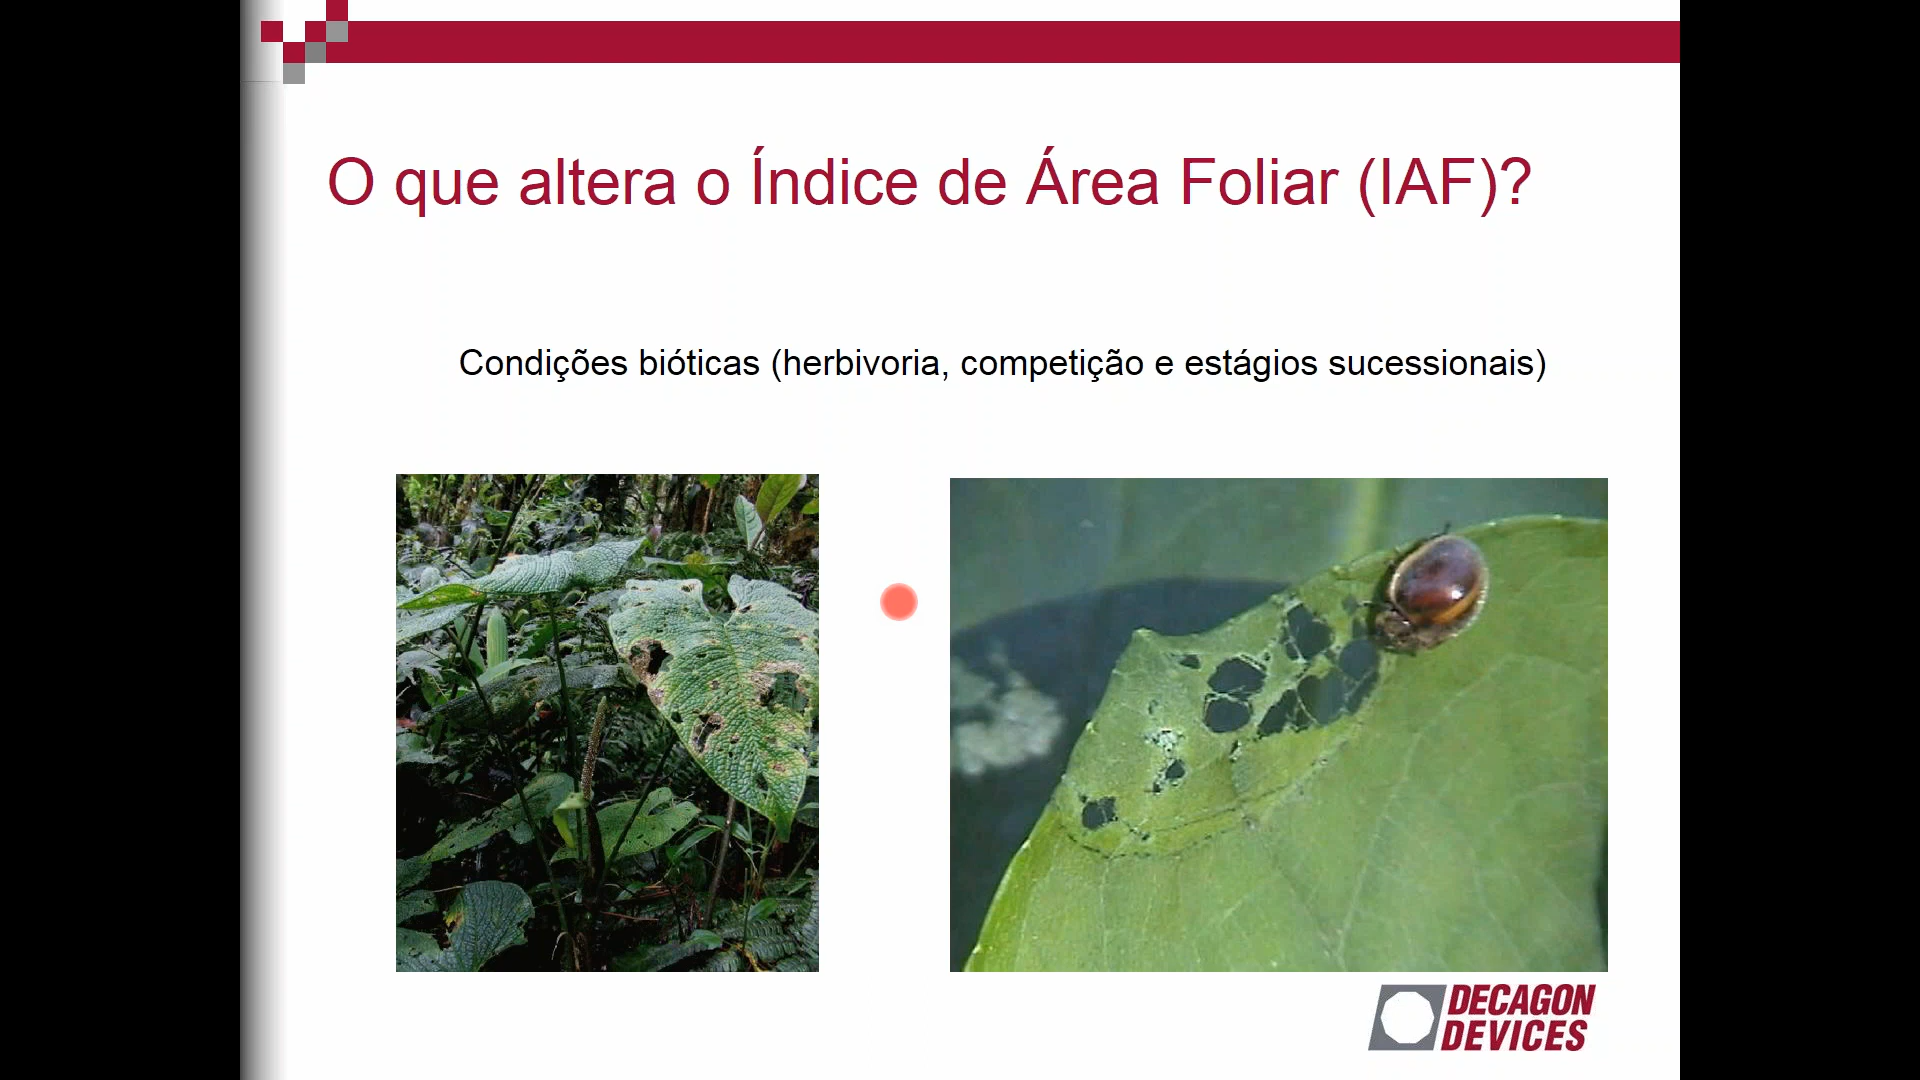 O que altera o Índice de Área Foliar (IAF)?
Condições bióticas (herbivoria, competição e estágios sucessionais)
DECAGON
DEVICES